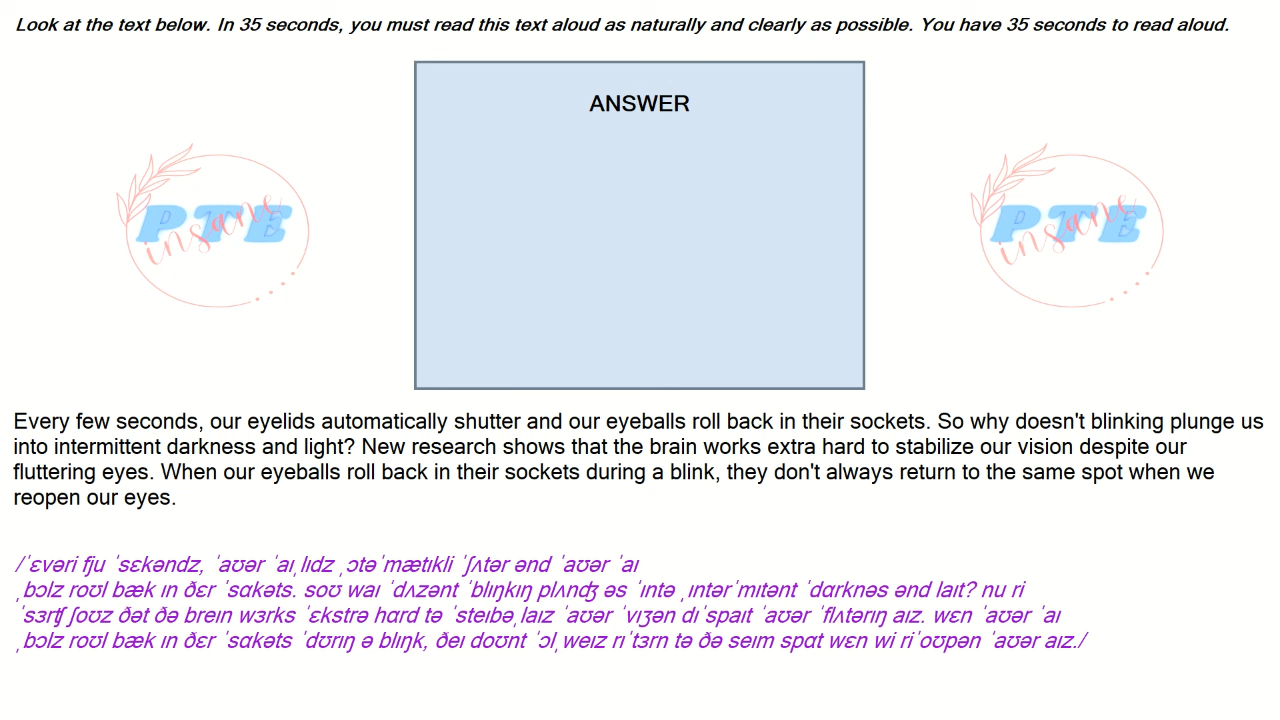 Look at the text below. In 35 seconds, you must read this text aloud as naturally and clearly as possible. You have 35 seconds to read aloud.
ANSWER
PTE
insane
PTE
insane
Every few seconds, our eyelids automatically shutter and our eyeballs roll back in their sockets. So why doesn't blinking plunge us
into intermittent darkness and light? New research shows that the brain works extra hard to stabilize our vision despite our
fluttering eyes. When our eyeballs roll back in their sockets during a blink, they don't always return to the same spot when we
reopen our eyes.
/ˈɛvəri fju ˈsɛkəndz, ˈaʊər ˈaɪˌlɪdz ˌɔtəˈmætɪkli ˈʃʌtər ənd ˈaʊər ˈaɪ
ˌbɔlz roʊl bæk ɪn ðɛr ˈsɑkəts. soʊ waɪ ˈdʌzənt ˈblɪŋkɪŋ plʌnʤ əs ˈɪntə ˌɪntərˈmɪtənt ˈdɑrknəs ənd laɪt? nu ri
ˈsɜrʧ ʃoʊz ðət ðə breɪn wɜrks ˈɛkstrə hɑrd tə ˈsteɪbəˌlaɪz ˈaʊər ˈvɪʒən dɪˈspaɪt ˈaʊər ˈflʌtərɪŋ aɪz. wɛn ˈaʊər ˈaɪ
ˌbɔlz roʊl bæk ɪn ðɛr ˈsɑkəts ˈdʊrɪŋ ə blɪŋk, ðeɪ doʊnt ˈɔlˌweɪz rɪˈtɜrn tə ðə seɪm spɑt wɛn wi riˈoʊpən ˈaʊər aɪz./